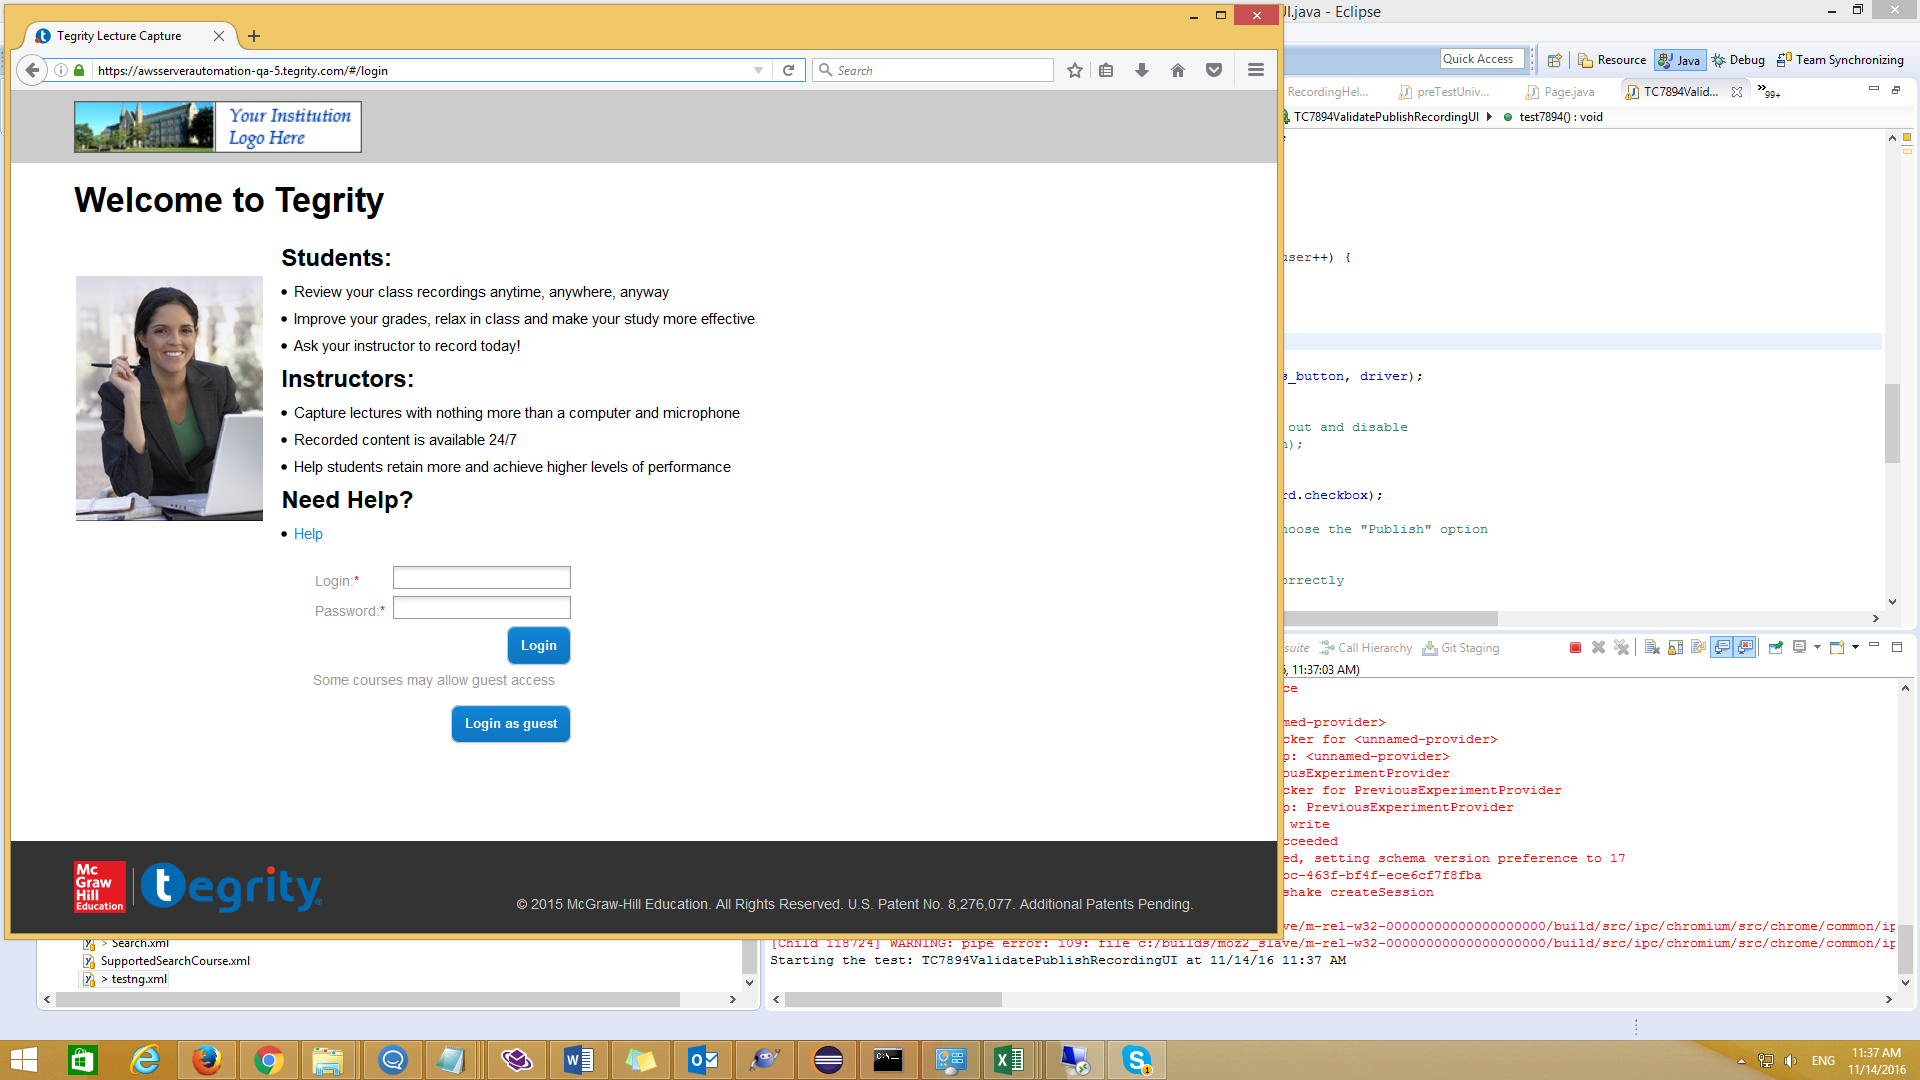 Tegrity Lecture Capture
https://awsserverautomation-qa-5.tegrity.com/#/login
Search
Your Institution
Logo Here
Welcome to Tegrity
Students:
Review your class recordings anytime, anywhere, anyway
Improve your grades, relax in class and make your study more effective
Ask your instructor to record today!
Instructors:
Capture lectures with nothing more than a computer and microphone
Recorded content is available 24/7
Help students retain more and achieve higher levels of performance
Need Help?
Help
Login:*
Password:*
Login
Some courses may allow guest access
Login as guest
Mc
Graw
Hill
Education
tegrity
© 2015 McGraw-Hill Education. All Rights Reserved. U.S. Patent No. 8,276,077. Additional Patents Pending.
I.java - Eclipse
Quick Access
Resource
Java
Debug
Team Synchronizing
RecordingHel...
preTestUniv...
Page.java
TC7894Valid...
99+
TC7894ValidatePublishRecordingUI
test7894() : void
user++) {
s_button, driver);
out and disable
);
rd.checkbox);
hoose the "Publish" option
orrectly
suite
Call Hierarchy
Git Staging
, 11:37:03 AM)
ce
med-provider>
cker for <unnamed-provider>
p: <unnamed-provider>
ousExperimentProvider
cker for PreviousExperimentProvider
p: PreviousExperimentProvider
write
cceeded
ed, setting schema version preference to 17
oc-463f-bf4f-ece6cf7f8fba
shake createSession
ve/m-rel-w32-00000000000000000000/build/src/ipc/chromium/src/chrome/common/ip
[Child 118724] WARNING: pipe error: 109: file c:/builds/moz2_slave/m-rel-w32-00000000000000000000/build/src/ipc/chromium/src/chrome/common/ip
Starting the test: TC7894ValidatePublishRecordingUI at 11/14/16 11:37 AM
> Search.xml
SupportedSearchCourse.xml
> testng.xml
ENG
11:37 AM
11/14/2016